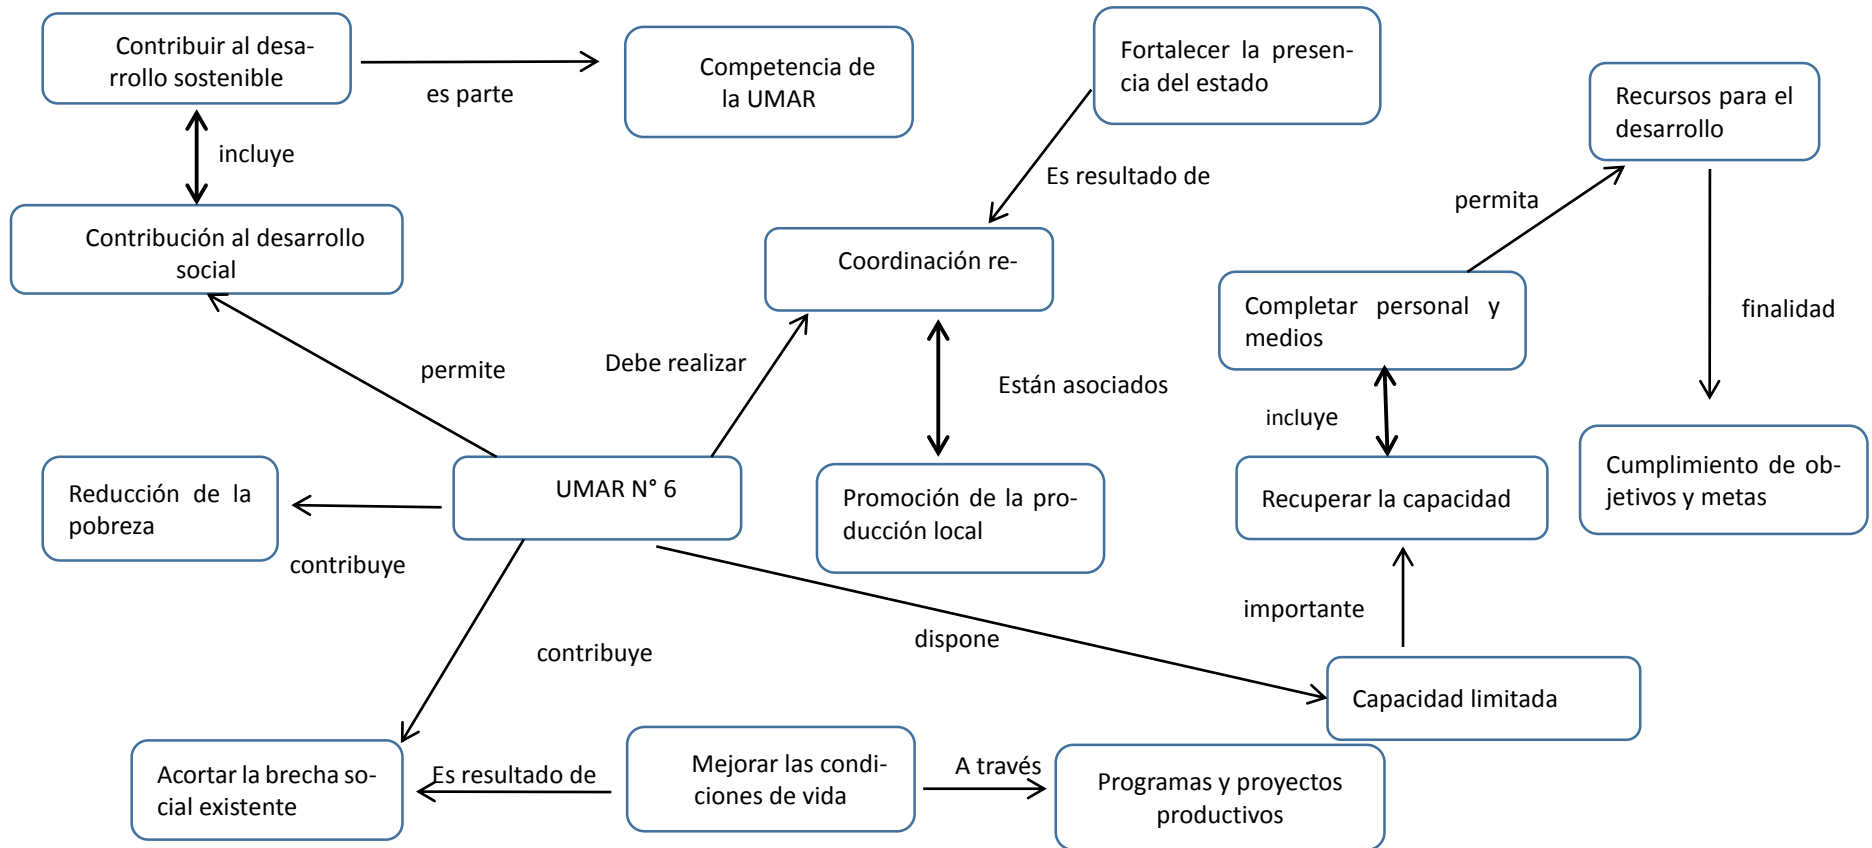 Contribuir al desa-
rrollo sostenible
es parte
Competencia de
la UMAR
Fortalecer la presen-
cia del estado
Recursos para el
desarrollo
incluye
Es resultado de
permita
Contribución al desarrollo
social
Coordinación re-
Completar personal y
medios
finalidad
permite
Debe realizar
Están asociados
incluye
Reducción de la
pobreza
UMAR N° 6
Promoción de la pro-
ducción local
Recuperar la capacidad
Cumplimiento de ob-
jetivos y metas
contribuye
importante
contribuye
dispone
Capacidad limitada
Acortar la brecha so-
cial existente
Es resultado de
Mejorar las condi-
ciones de vida
A través
Programas y proyectos
productivos